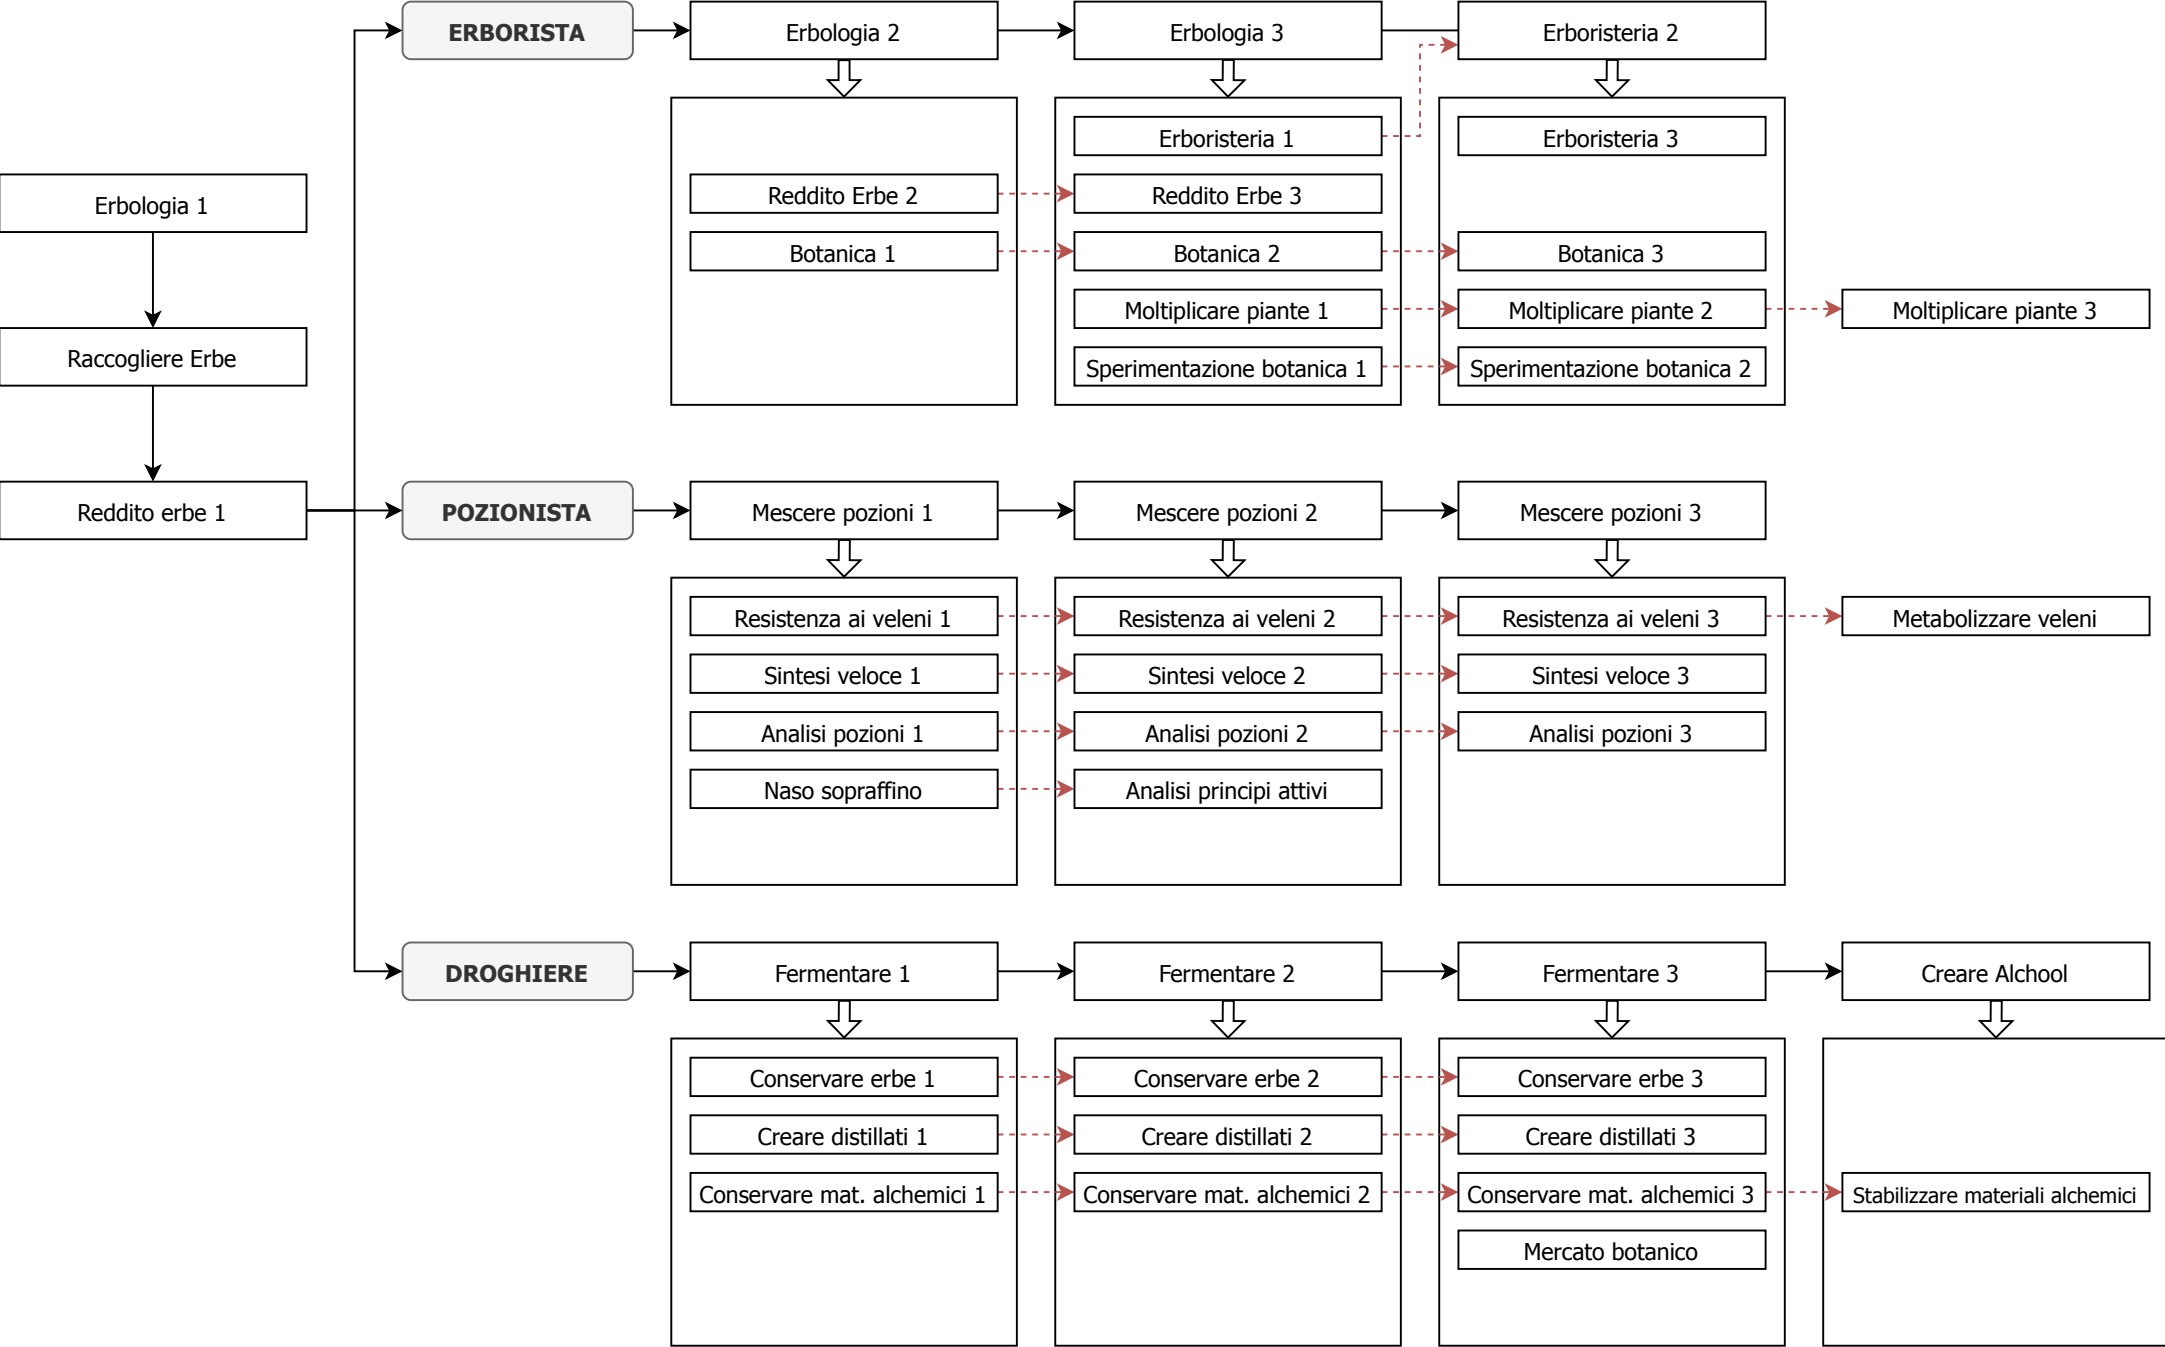 ERBORISTA
Erbologia 2
Erbologia 3
Erboristeria 2
Erboristeria 1
Erboristeria 3
Erbologia 1
Reddito Erbe 2
Reddito Erbe 3
Botanica 1
Botanica 2
Botanica 3
Moltiplicare piante 1
Moltiplicare piante 2
Moltiplicare piante 3
Raccogliere Erbe
Sperimentazione botanica 1
Sperimentazione botanica 2
Reddito erbe 1
POZIONISTA
Mescere pozioni 1
Mescere pozioni 2
Mescere pozioni 3
Resistenza ai veleni 1
Resistenza ai veleni 2
Resistenza ai veleni 3
Metabolizzare veleni
Sintesi veloce 1
Sintesi veloce 2
Sintesi veloce 3
Analisi pozioni 1
Analisi pozioni 2
Analisi pozioni 3
Naso sopraffino
Analisi principi attivi
DROGHIERE
Fermentare 1
Fermentare 2
Fermentare 3
Creare Alchool
Conservare erbe 1
Conservare erbe 2
Conservare erbe 3
Creare distillati 1
Creare distillati 2
Creare distillati 3
Conservare mat. alchemici 1
Conservare mat. alchemici 2
Conservare mat. alchemici 3
Stabilizzare materiali alchemici
Mercato botanico